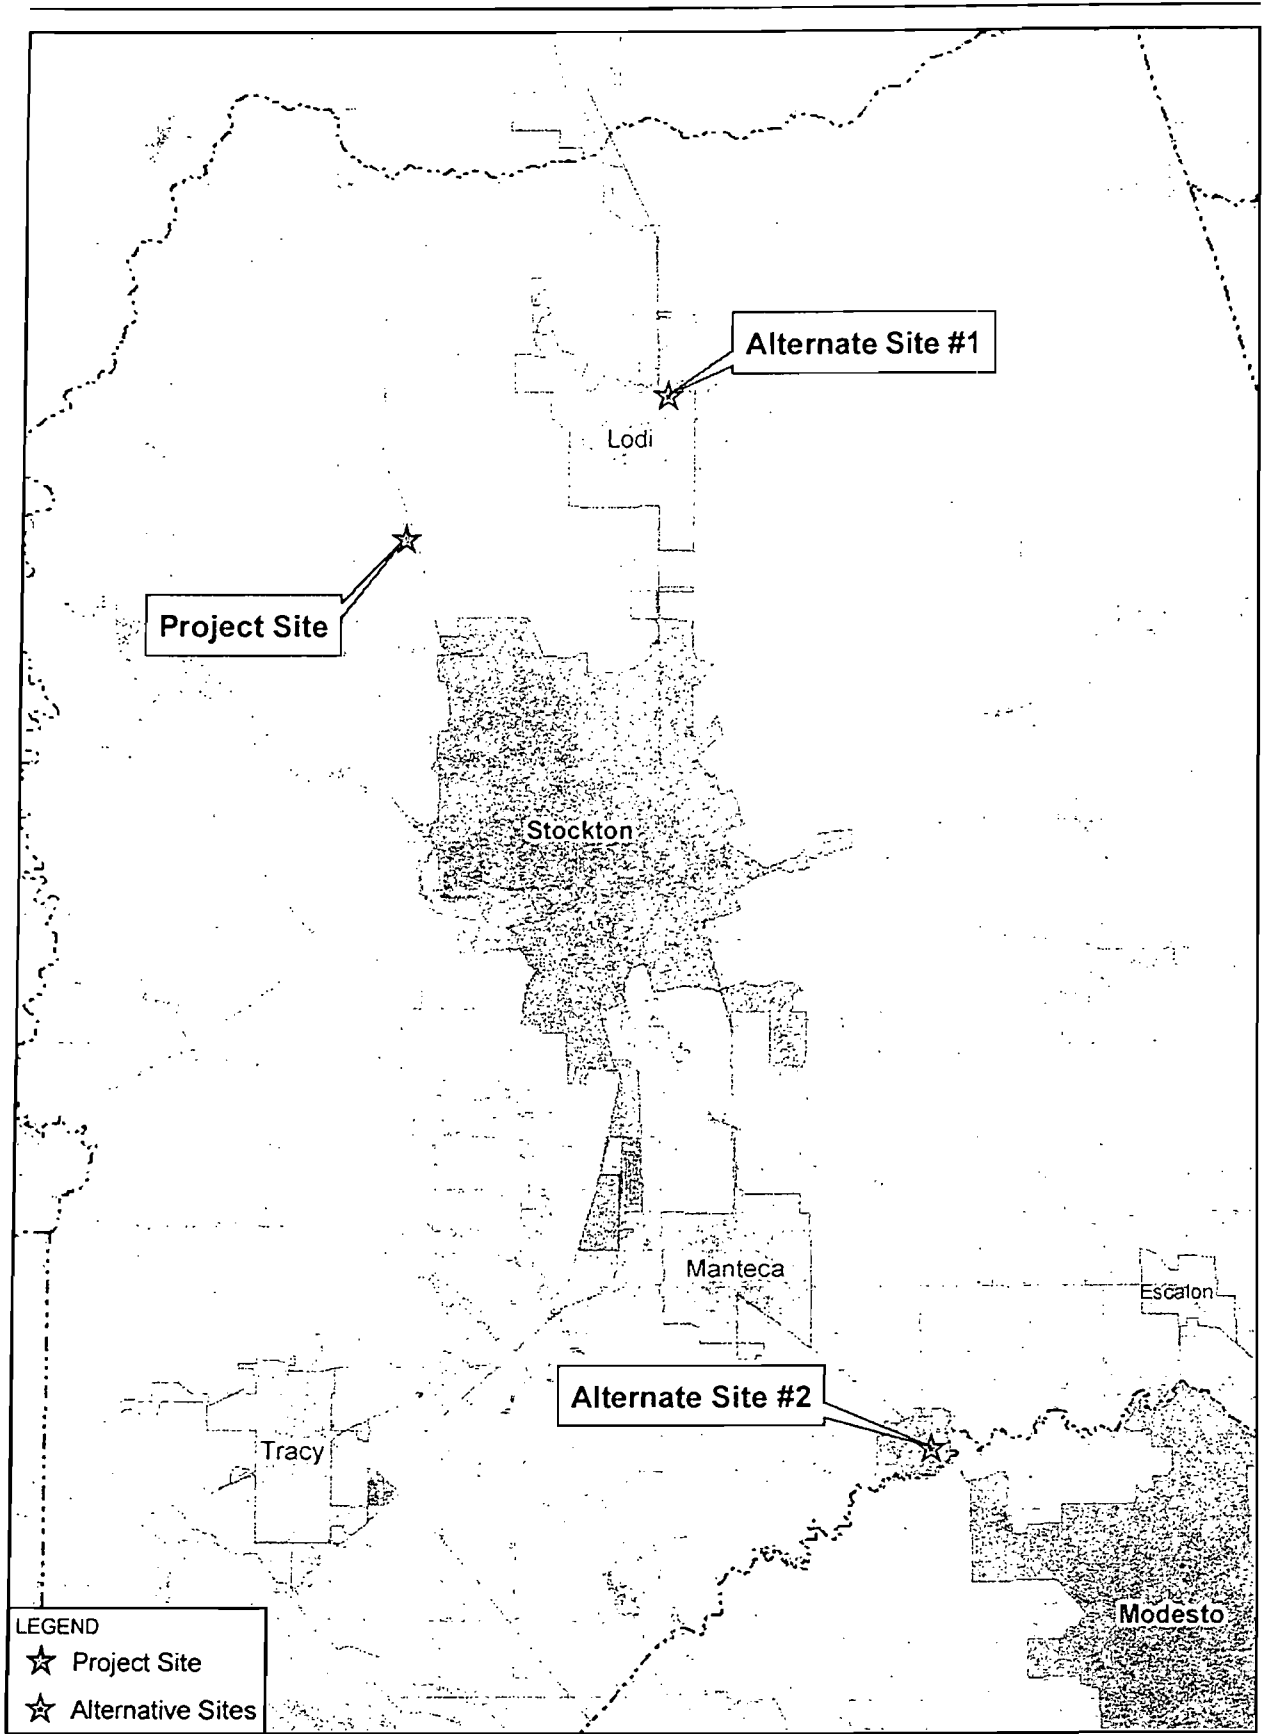 Alternate Site #1
Lodi
Project Site
Stockton
Manteca
Escalon
Alternate Site #2
Tracy
Modesto
LEGEND
Project Site
Alternative Sites